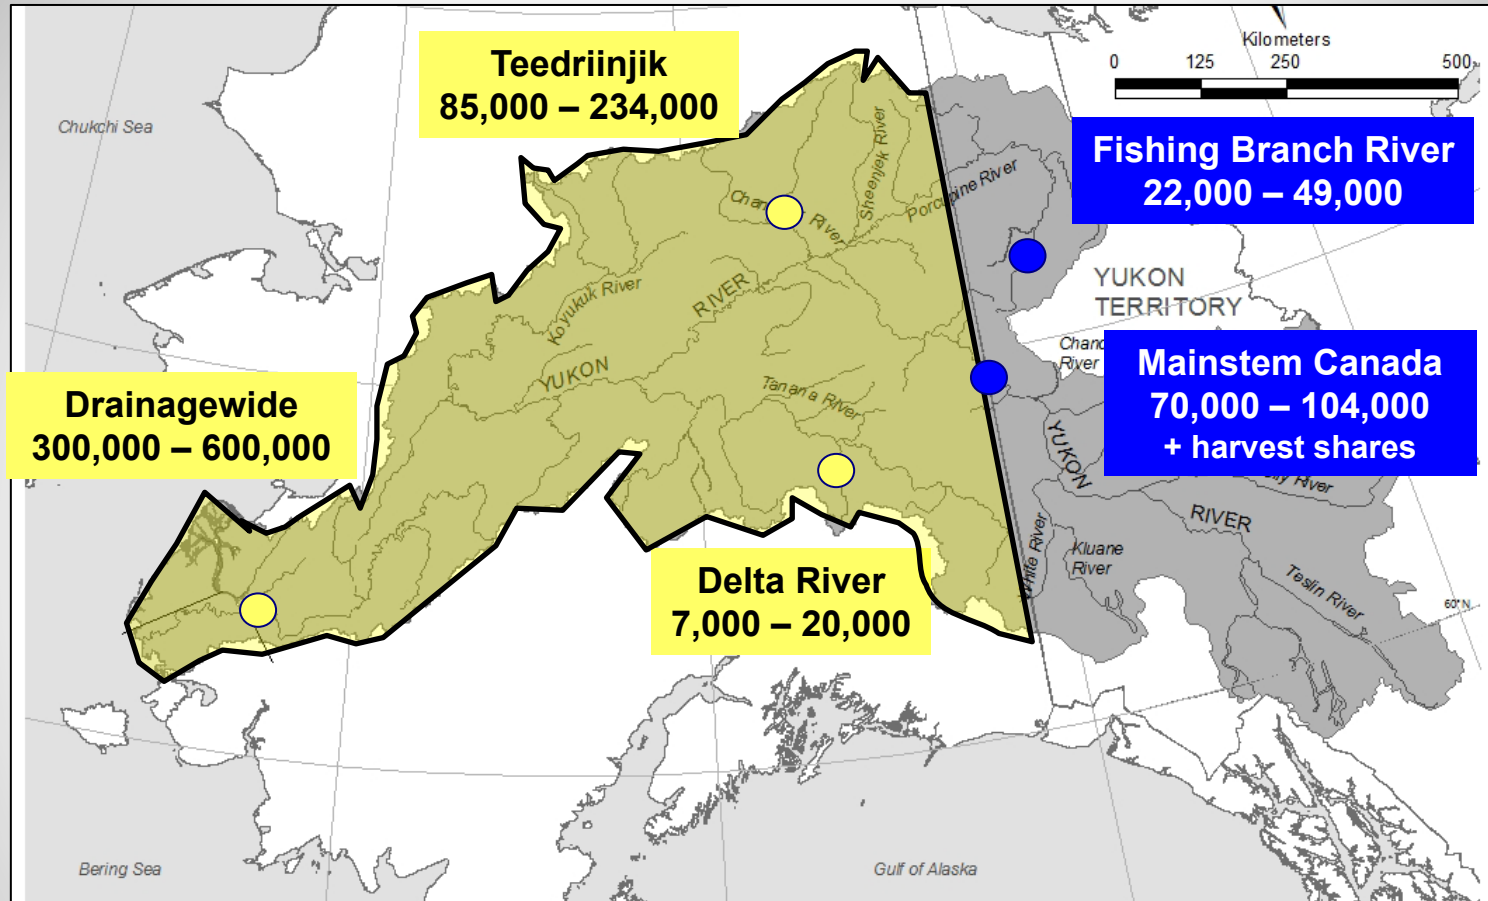 Kilometers
0 125 250 500
Teedriinjik
85,000 – 234,000
Chukchi Sea
Fishing Branch River
22,000 – 49,000
Sheenjek River
Porcupine River
River
YUKON
TERRITORY
Koyukuk River
RIVER
YUKON
Tanana River
River
Mainstem Canada
70,000 – 104,000
+ harvest shares
Drainagewide
300,000 – 600,000
YUKON
River
RIVER
White River
Kluane
River
Teslin River
60°N
Delta River
7,000 – 20,000
Bering Sea
Gulf of Alaska